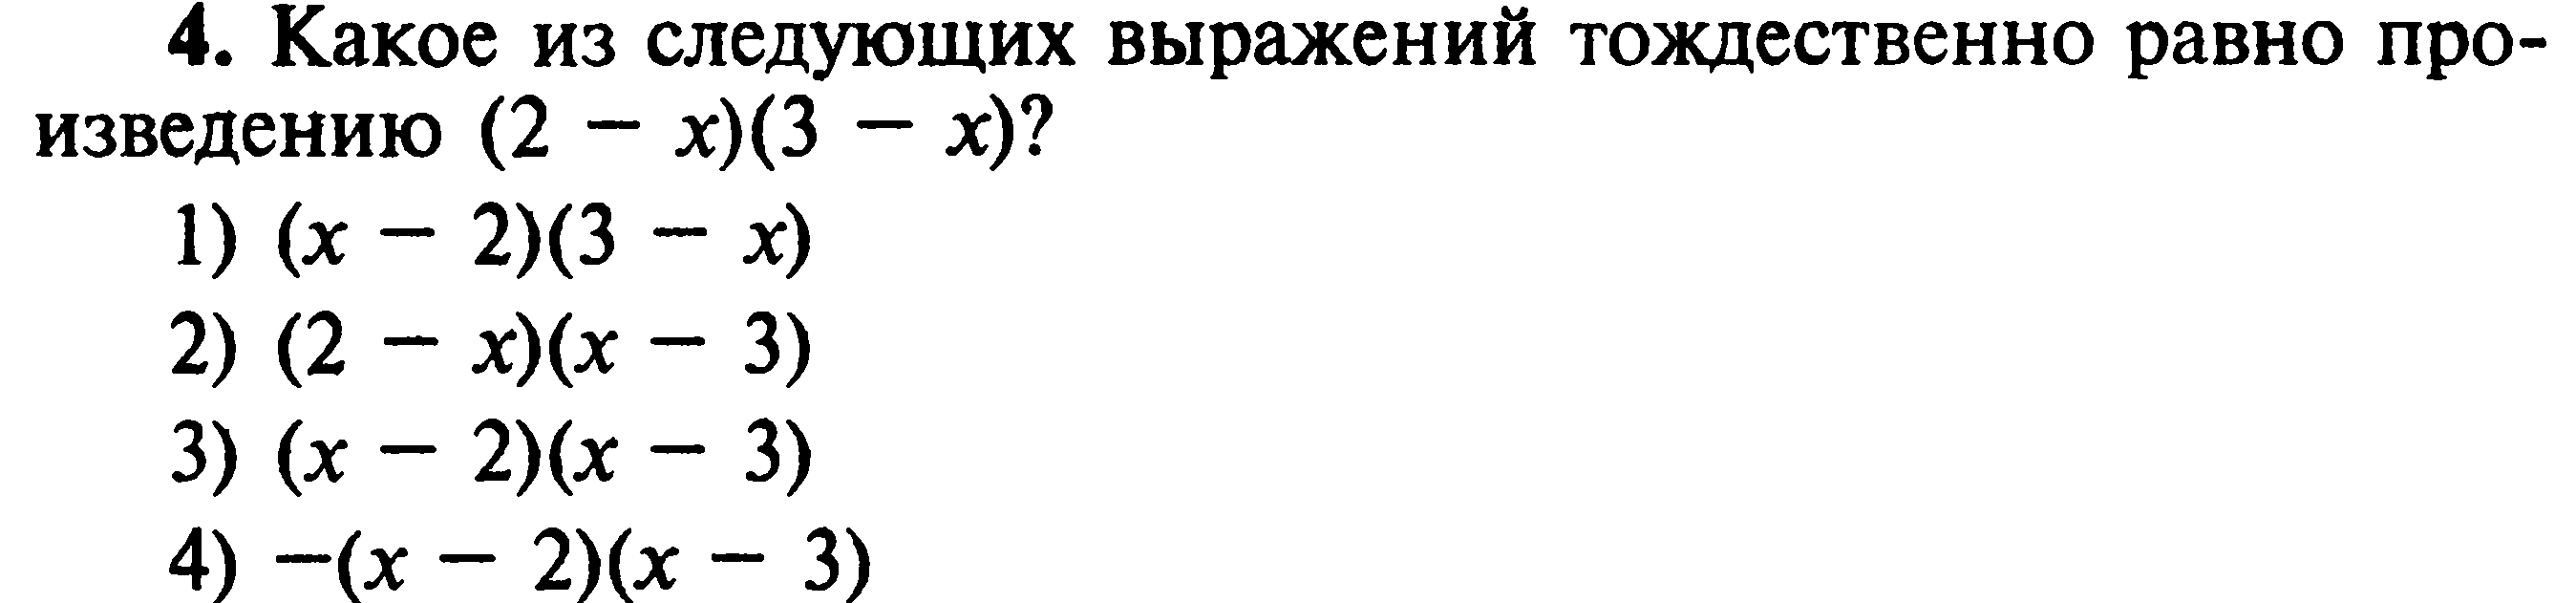 4. Какое из следующих выражений тождественно равно про-
изведению (2 − x)(3 − x)?
1) (x − 2)(3 − x)
2) (2 − x)(x − 3)
3) (x − 2)(x − 3)
4) −(x − 2)(x − 3)